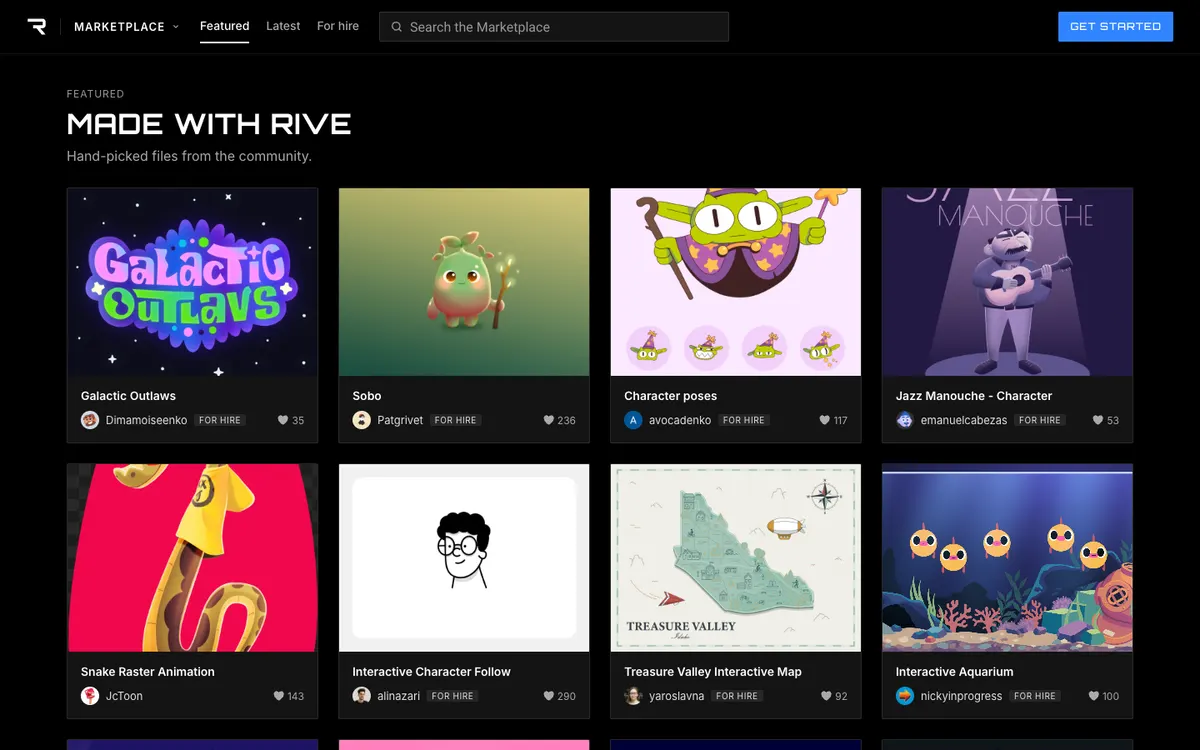 MARKETPLACE
Featured
Latest
For hire
Search the Marketplace
GET STARTED
FEATURED
MADE WITH RIVE
Hand-picked files from the community.
GALACTIC
OUTLAWS
JAZZ
MANOUCHE
Galactic Outlaws
Dimamoiseenko FOR HIRE 35
Sobo
Patgrivet FOR HIRE 236
Character poses
A avocadenko FOR HIRE 117
Jazz Manouche - Character
emanuelcabezas FOR HIRE 53
TREASURE VALLEY
Idaho
Snake Raster Animation
JcToon 143
Interactive Character Follow
alinazari FOR HIRE 290
Treasure Valley Interactive Map
yaroslavna FOR HIRE 92
Interactive Aquarium
nickyinprogress FOR HIRE 100